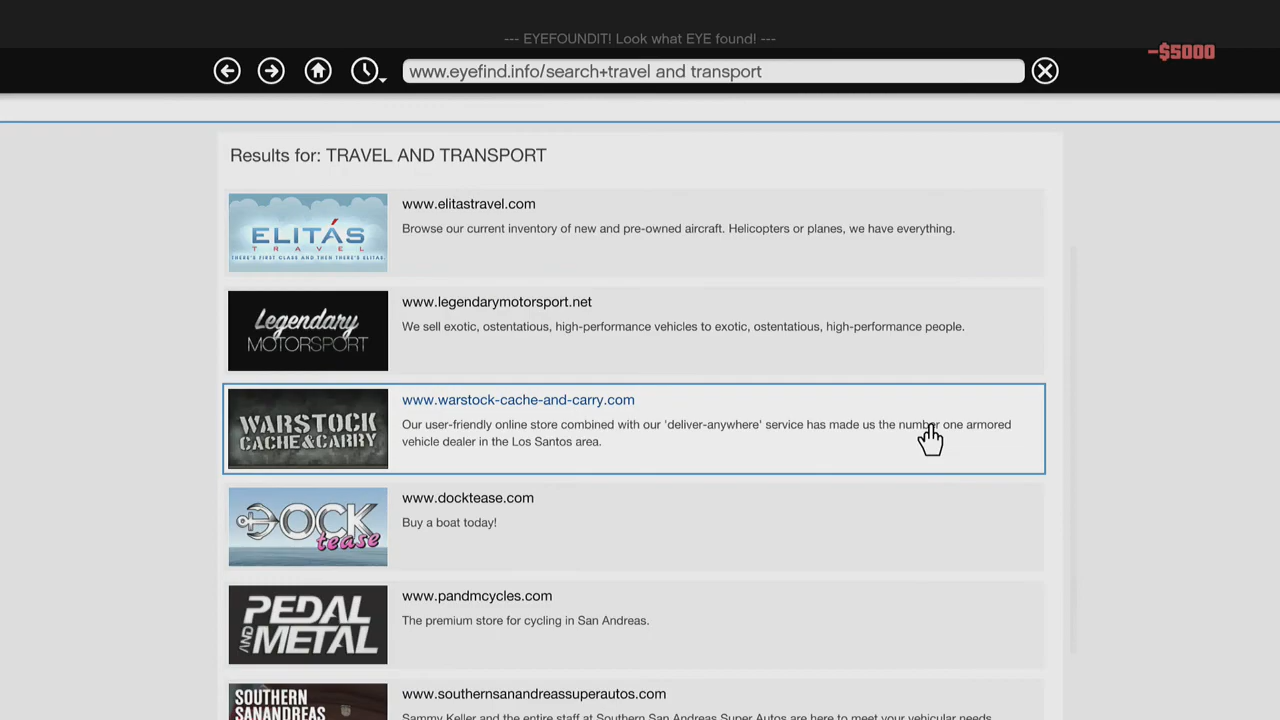 --- EYEFOUNDIT! Look what EYE found! ---
-$5000
www.eyefind.info/search+travel and transport
Results for: TRAVEL AND TRANSPORT
ELITÁS
TRAVEL
THERE'S FIRST CLASS AND THEN THERE'S ELITAS.
www.elitastravel.com
Browse our current inventory of new and pre-owned aircraft. Helicopters or planes, we have everything.
Legendary
MOTORSPORT
www.legendarymotorsport.net
We sell exotic, ostentatious, high-performance vehicles to exotic, ostentatious, high-performance people.
WARSTOCK
CACHE&CARRY
www.warstock-cache-and-carry.com
Our user-friendly online store combined with our 'deliver-anywhere' service has made us the number one armored
vehicle dealer in the Los Santos area.
DOCK
tease
www.docktease.com
Buy a boat today!
PEDAL
AND METAL
www.pandmcycles.com
The premium store for cycling in San Andreas.
SOUTHERN
SANANDREAS
www.southernsanandreassuperautos.com
Sammy Keller and the entire staff at Southern San Andreas Super Autos are here to meet your vehicular needs.